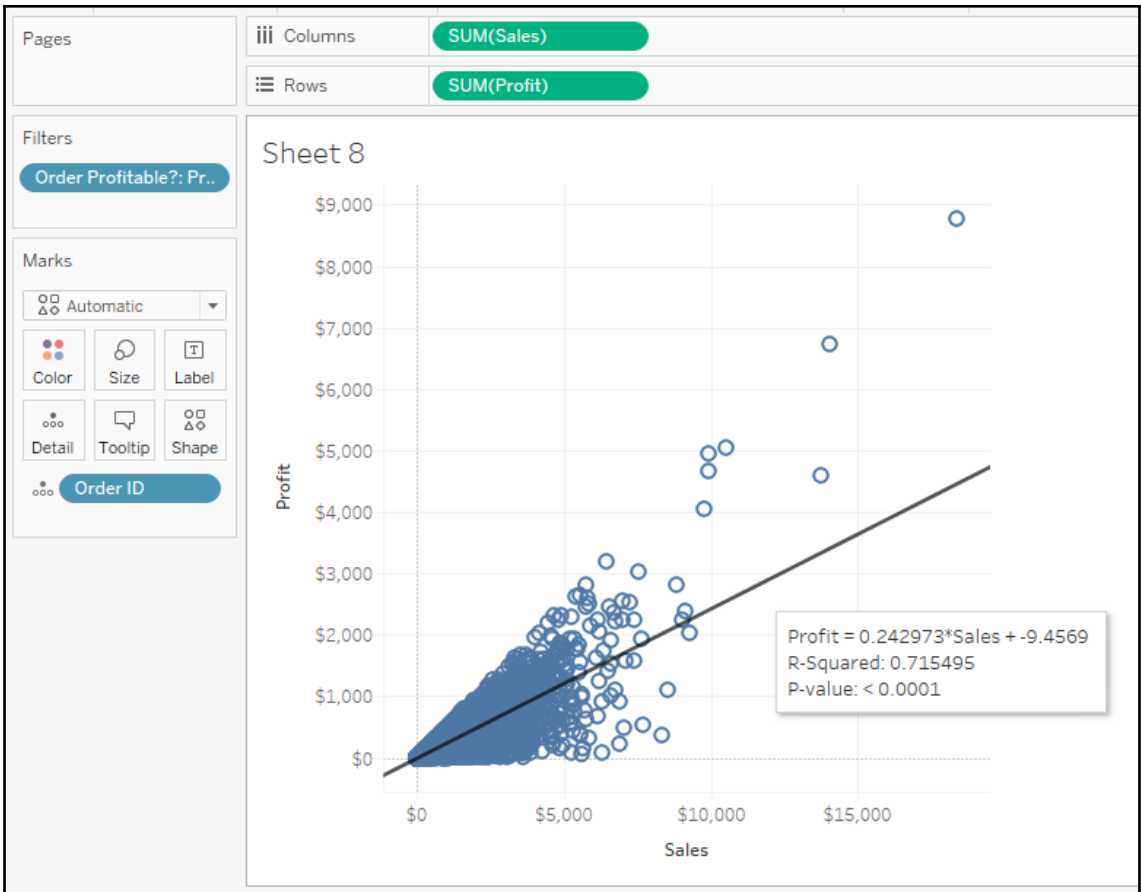 Pages
Columns
SUM(Sales)
Rows
SUM(Profit)
Filters
Order Profitable?: Pr..
Marks
Automatic
Color
Size
Label
Detail
Tooltip
Shape
Order ID
Sheet 8
$9,000
$8,000
$7,000
$6,000
$5,000
$4,000
$3,000
$2,000
$1,000
$0
Profit
Profit = 0.242973*Sales + -9.4569
R-Squared: 0.715495
P-value: < 0.0001
$0
$5,000
$10,000
$15,000
Sales